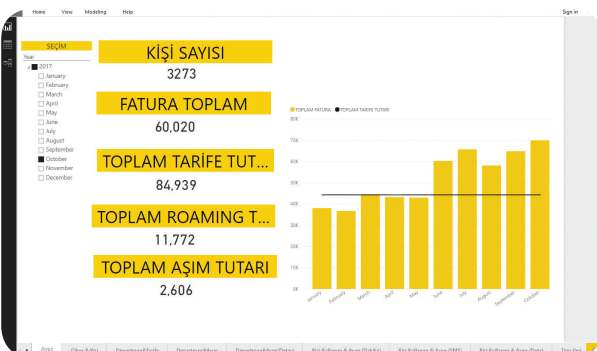 Home View Modeling Help Sign in
SEÇİM
Year
2017
January
February
March
April
May
June
July
August
September
October
November
December
KİŞİ SAYISI
3273
FATURA TOPLAM
60,020
TOPLAM TARİFE TUT...
84,939
TOPLAM ROAMING T...
11,772
TOPLAM AŞIM TUTARI
2,606
TOPLAM FATURA TOPLAM TARIFE TUTARI
80K
70K
60K
50K
40K
30K
20K
10K
0K
January February March April May June July August September October
ÖZET